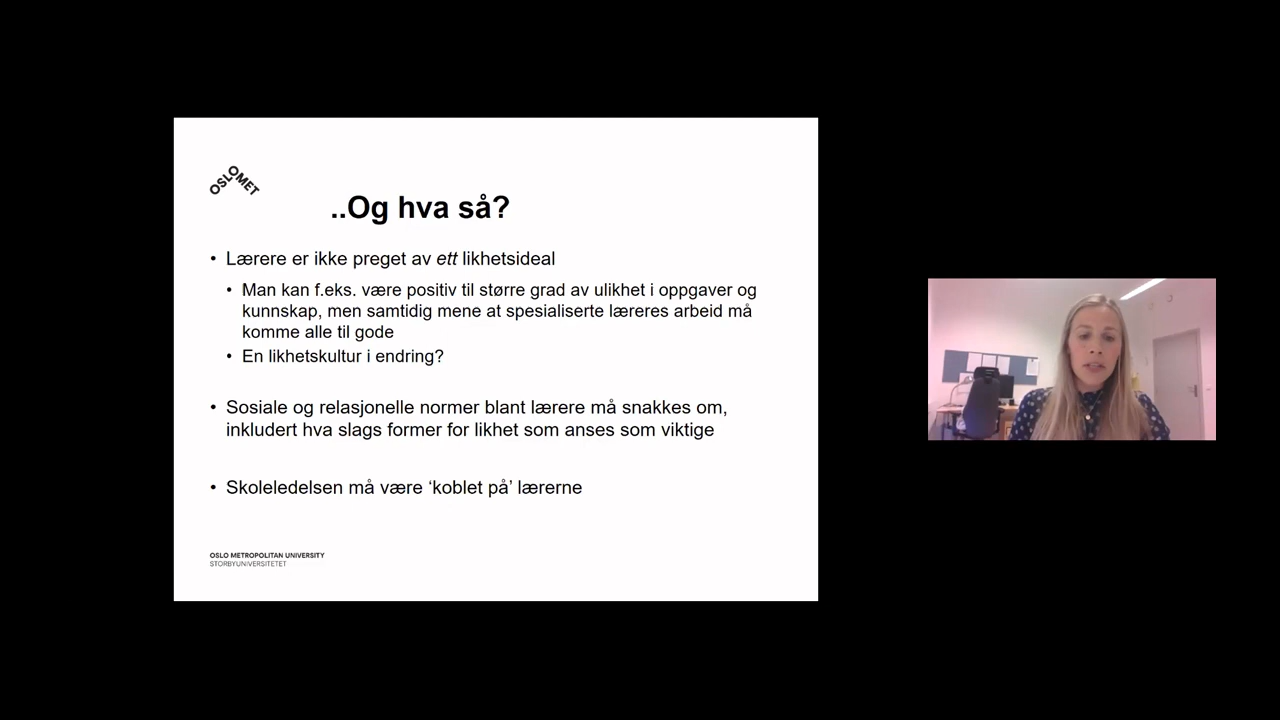 OSLOMET
..Og hva så?
• Lærere er ikke preget av ett likhetsideal
• Man kan f.eks. være positiv til større grad av ulikhet i oppgaver og
kunnskap, men samtidig mene at spesialiserte læreres arbeid må
komme alle til gode
• En likhetskultur i endring?
• Sosiale og relasjonelle normer blant lærere må snakkes om,
inkludert hva slags former for likhet som anses som viktige
• Skoleledelsen må være ‘koblet på’ lærerne
OSLO METROPOLITAN UNIVERSITY
STORBYUNIVERSITETET